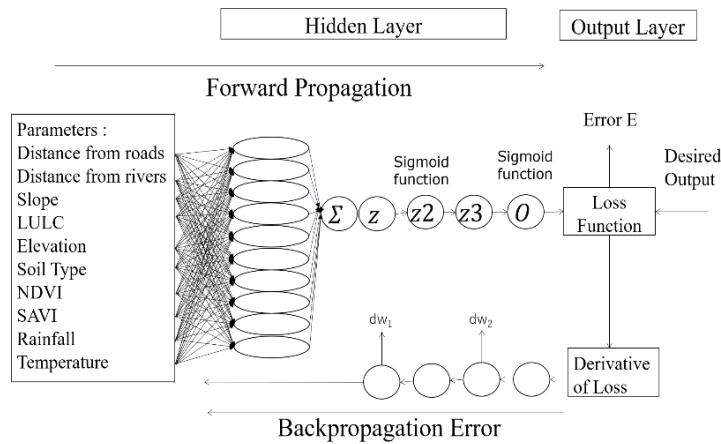 Hidden Layer
Output Layer
Forward Propagation
Parameters :
Distance from roads
Distance from rivers
Slope
LULC
Elevation
Soil Type
NDVI
SAVI
Rainfall
Temperature
Σ
z
Sigmoid
function
z2
z3
Sigmoid
function
O
Error E
Loss
Function
Desired
Output
dw₁
dw₂
Derivative
of Loss
Backpropagation Error